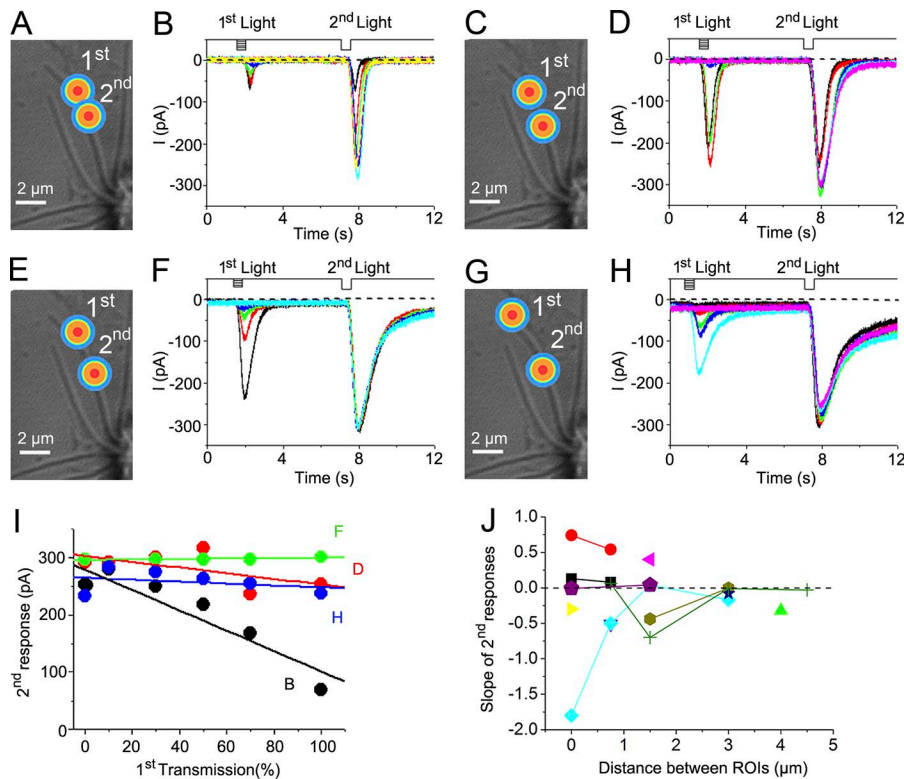 A
1st
2nd
2 μm
B
1st Light
2nd Light
I (pA)
0
-100
-200
-300
0 4 8 12
Time (s)
C
1st
2nd
2 μm
D
1st Light
2nd Light
I (pA)
0
-100
-200
-300
0 4 8 12
Time (s)
E
1st
2nd
2 μm
F
1st Light
2nd Light
I (pA)
0
-100
-200
-300
0 4 8 12
Time (s)
G
1st
2nd
2 μm
H
1st Light
2nd Light
I (pA)
0
-100
-200
-300
0 4 8 12
Time (s)
I
2nd response (pA)
300
200
100
0
F
D
H
B
0 20 40 60 80 100
1st Transmission(%)
J
Slope of 2nd responses
1.0
0.5
0.0
-0.5
-1.0
-1.5
-2.0
0 1 2 3 4 5
Distance between ROIs (μm)